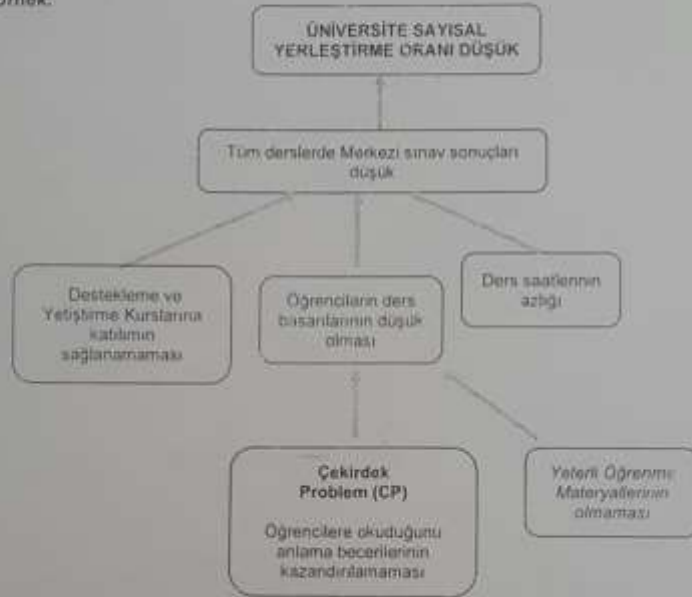 örnek:
ÜNİVERSİTE SAYISAL
YERLEŞTİRME ORANI DÜŞÜK
Tüm derslerde Merkezi sınav sonuçları
düşük
Destekleme ve
Yetiştirme Kurslarına
katılımın
sağlanamaması
Öğrencilerin ders
başarılarının düşük
olması
Ders saatlerinin
azlığı
Çekirdek
Problem (CP)
Öğrencilere okuduğunu
anlama becerilerinin
kazandırılamaması
Yeterli Öğrenme
Materyallerinin
olmaması